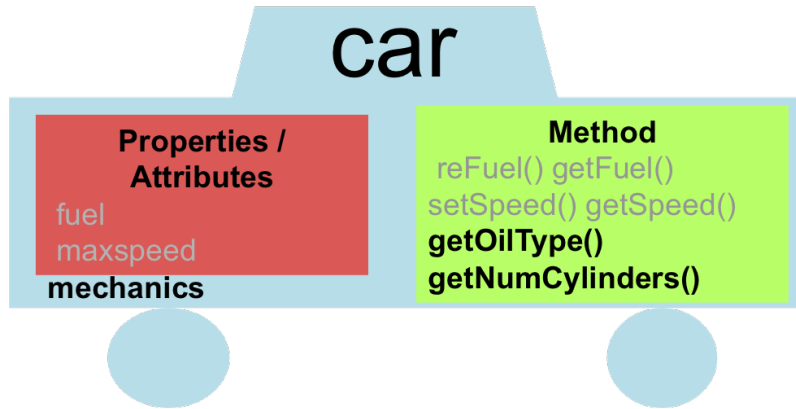 car
Properties /
Attributes
fuel
maxspeed
mechanics
Method
reFuel() getFuel()
setSpeed() getSpeed()
getOilType()
getNumCylinders()